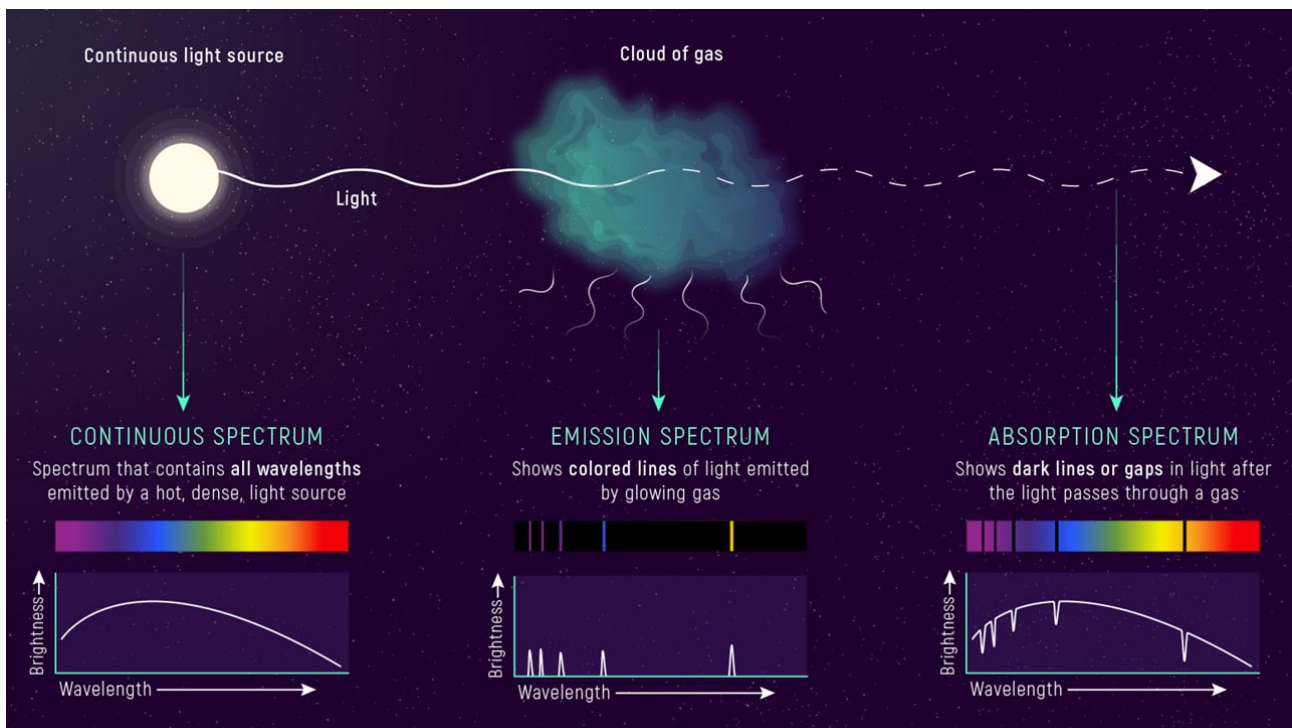 Continuous light source
Cloud of gas
Light
CONTINUOUS SPECTRUM
Spectrum that contains all wavelengths
emitted by a hot, dense, light source
Brightness
Wavelength
EMISSION SPECTRUM
Shows colored lines of light emitted
by glowing gas
Brightness
Wavelength
ABSORPTION SPECTRUM
Shows dark lines or gaps in light after
the light passes through a gas
Brightness
Wavelength